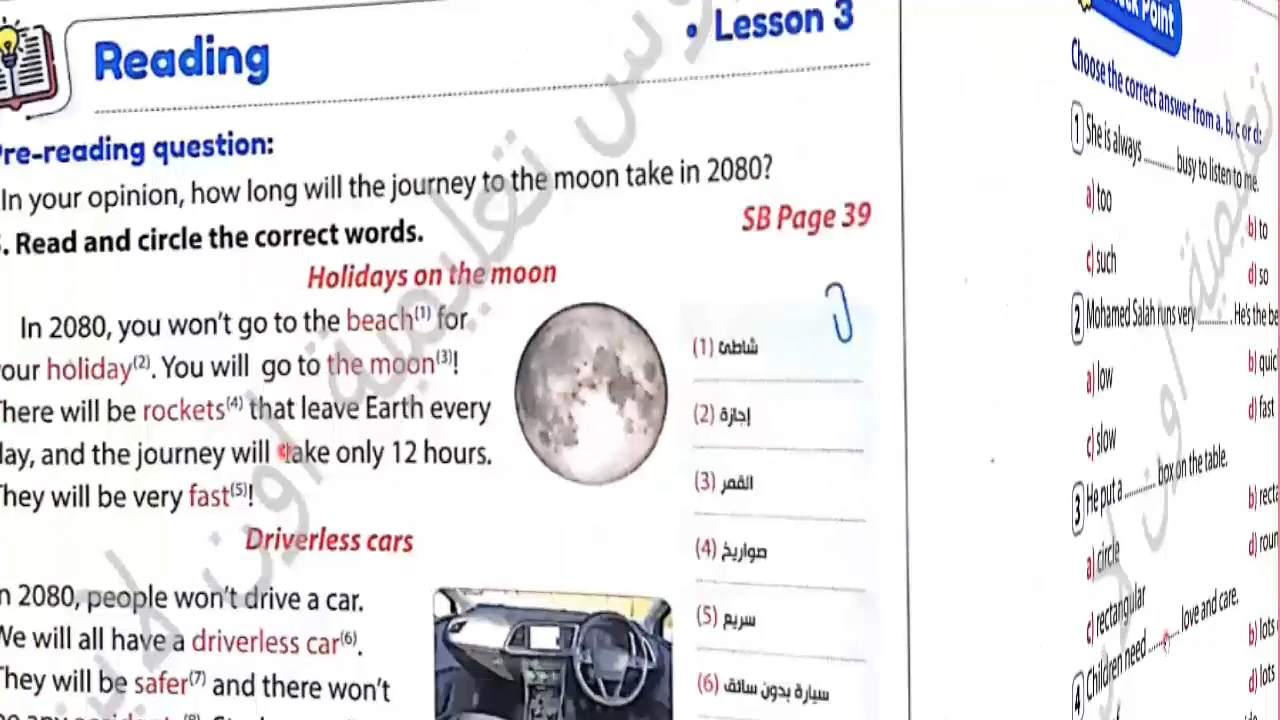 Reading
• Lesson 3
re-reading question:
In your opinion, how long will the journey to the moon take in 2080?
SB Page 39
. Read and circle the correct words.
Holidays on the moon
In 2080, you won't go to the beach(1) for
our holiday(2). You will go to the moon(3)!
here will be rockets(4) that leave Earth every
lay, and the journey will take only 12 hours.
hey will be very fast(5)!
Driverless cars
n 2080, people won't drive a car.
We will all have a driverless car(6).
They will be safer(7) and there won't
(1) شاطئ
(2) إجازة
(3) القمر
(4) صواريخ
(5) سريع
(6) سيارة بدون سائق
Point
Choose the correct answer from a, b, c or d:
1 She is always ........ busy to listen to me.
a) too
b) to
c) such
d) so
2 Mohamed Salah runs very ........ . He's the be
a) low
b) quic
c) slow
d) fast
3 He put a ........ box on the table.
a) circle
b) recta
c) rectangular
d) roun
4 Children need ........ love and care.
b) lots
d) lots